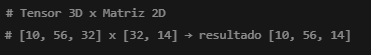 # Tensor 3D x Matriz 2D
# [10, 56, 32] x [32, 14] → resultado [10, 56, 14]